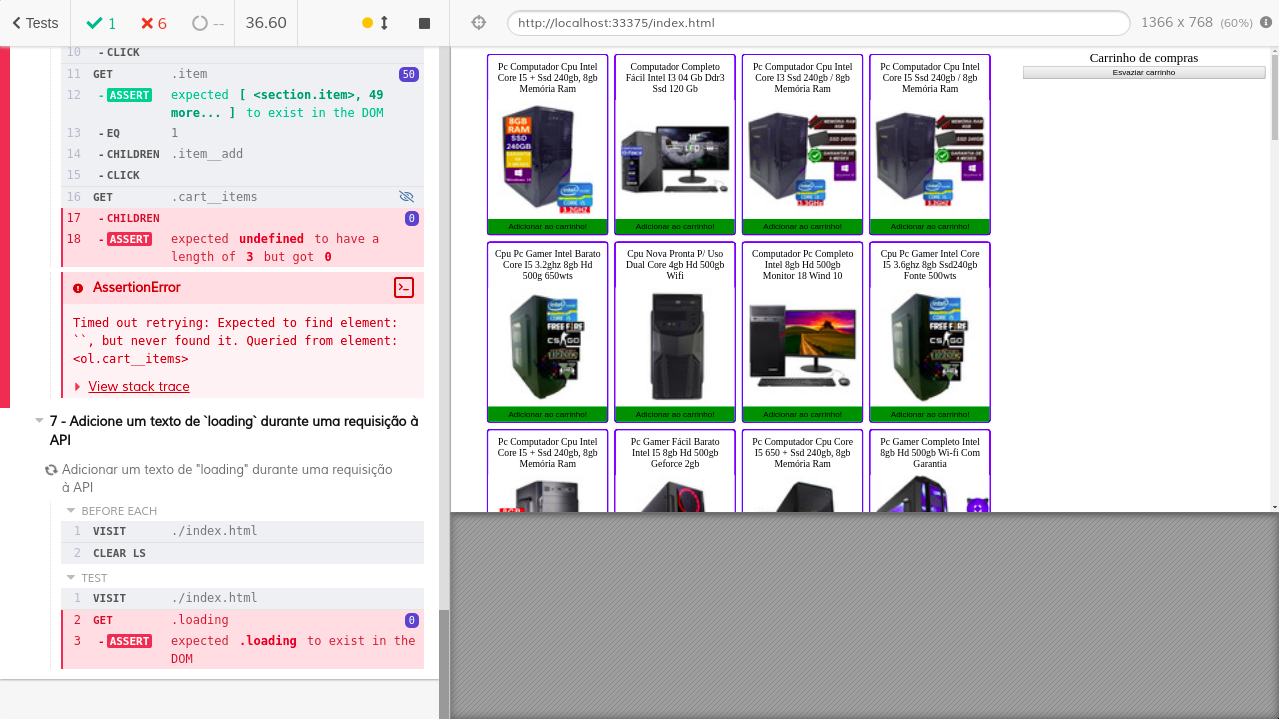 Tests
1
6
--
36.60
http://localhost:33375/index.html
1366 x 768 (60%)
10 -CLICK
11 GET .item 50
12 -ASSERT expected [ <section.item>, 49
more... ] to exist in the DOM
13 -EQ 1
14 -CHILDREN .item__add
15 -CLICK
16 GET .cart__items
17 -CHILDREN 0
18 -ASSERT expected undefined to have a
length of 3 but got 0
AssertionError
Timed out retrying: Expected to find element:
``, but never found it. Queried from element:
<ol.cart__items>
View stack trace
7 - Adicione um texto de `loading` durante uma requisição à
API
Adicionar um texto de "loading" durante uma requisição
à API
BEFORE EACH
1 VISIT ./index.html
2 CLEAR LS
TEST
1 VISIT ./index.html
2 GET .loading 0
3 -ASSERT expected .loading to exist in the
DOM
Pc Computador Cpu Intel
Core I5 + Ssd 240gb, 8gb
Memória Ram
8GB
RAM
SSD
240GB
Adicionar ao carrinho!
Computador Completo
Fácil Intel I3 04 Gb Ddr3
Ssd 120 Gb
Adicionar ao carrinho!
Pc Computador Cpu Intel
Core I3 Ssd 240gb / 8gb
Memória Ram
Adicionar ao carrinho!
Pc Computador Cpu Intel
Core I5 Ssd 240gb / 8gb
Memória Ram
Adicionar ao carrinho!
Carrinho de compras
Esvaziar carrinho
Cpu Pc Gamer Intel Barato
Core I5 3.2ghz 8gb Hd
500g 650wts
FREE FIRE
CS:GO
Adicionar ao carrinho!
Cpu Nova Pronta P/ Uso
Dual Core 4gb Hd 500gb
Wifi
Adicionar ao carrinho!
Computador Pc Completo
Intel 8gb Hd 500gb
Monitor 18 Wind 10
Adicionar ao carrinho!
Cpu Pc Gamer Intel Core
I5 3.6ghz 8gb Ssd240gb
Fonte 500wts
FREE FIRE
CS:GO
Adicionar ao carrinho!
Pc Computador Cpu Intel
Core I5 + Ssd 240gb, 8gb
Memória Ram
Pc Gamer Fácil Barato
Intel I5 8gb Hd 500gb
Geforce 2gb
Pc Computador Cpu Core
I5 650 + Ssd 240gb, 8gb
Memória Ram
Pc Gamer Completo Intel
8gb Hd 500gb Wi-fi Com
Garantia